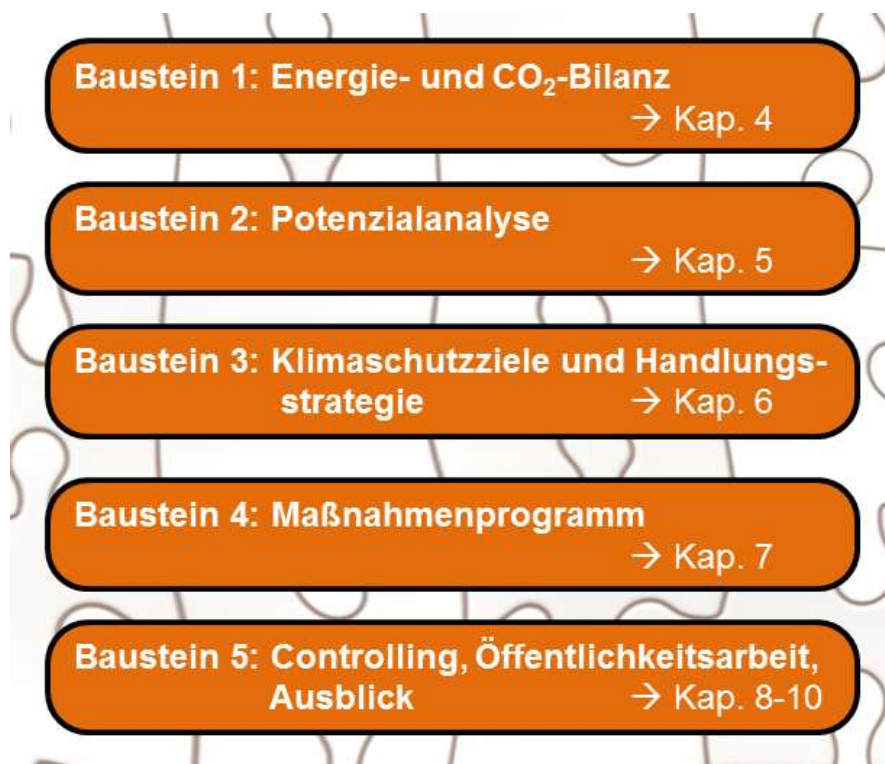 Baustein 1: Energie- und CO₂-Bilanz
→ Kap. 4
Baustein 2: Potenzialanalyse
→ Kap. 5
Baustein 3: Klimaschutzziele und Handlungs-
strategie → Kap. 6
Baustein 4: Maßnahmenprogramm
→ Kap. 7
Baustein 5: Controlling, Öffentlichkeitsarbeit,
Ausblick → Kap. 8-10